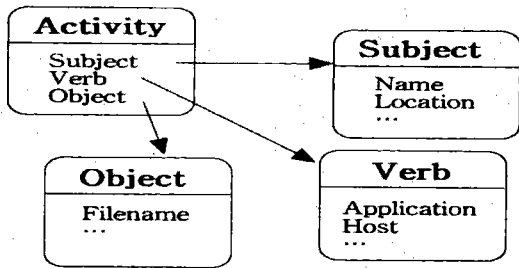 Activity
Subject
Verb
Object
Subject
Name
Location
...
Object
Filename
...
Verb
Application
Host
...